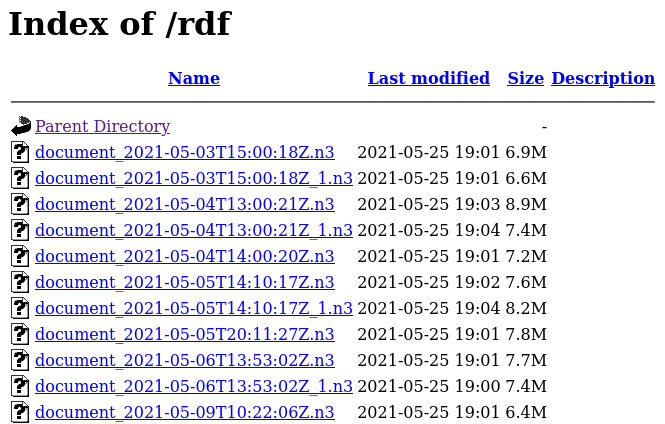 Index of /rdf
Name Last modified Size Description
Parent Directory -
document_2021-05-03T15:00:18Z.n3 2021-05-25 19:01 6.9M
document_2021-05-03T15:00:18Z_1.n3 2021-05-25 19:01 6.6M
document_2021-05-04T13:00:21Z.n3 2021-05-25 19:03 8.9M
document_2021-05-04T13:00:21Z_1.n3 2021-05-25 19:04 7.4M
document_2021-05-04T14:00:20Z.n3 2021-05-25 19:01 7.2M
document_2021-05-05T14:10:17Z.n3 2021-05-25 19:02 7.6M
document_2021-05-05T14:10:17Z_1.n3 2021-05-25 19:04 8.2M
document_2021-05-05T20:11:27Z.n3 2021-05-25 19:01 7.8M
document_2021-05-06T13:53:02Z.n3 2021-05-25 19:01 7.7M
document_2021-05-06T13:53:02Z_1.n3 2021-05-25 19:00 7.4M
document_2021-05-09T10:22:06Z.n3 2021-05-25 19:01 6.4M